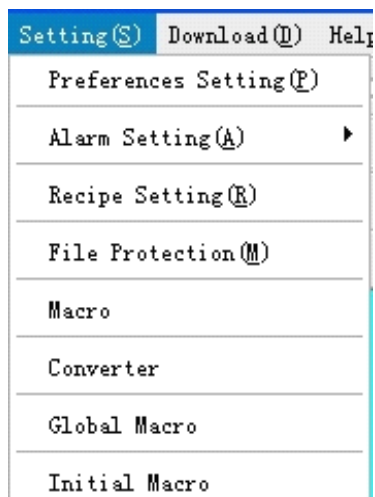 Setting(S) Download(D) Help
Preferences Setting(P)
Alarm Setting(A)
Recipe Setting(R)
File Protection(M)
Macro
Converter
Global Macro
Initial Macro